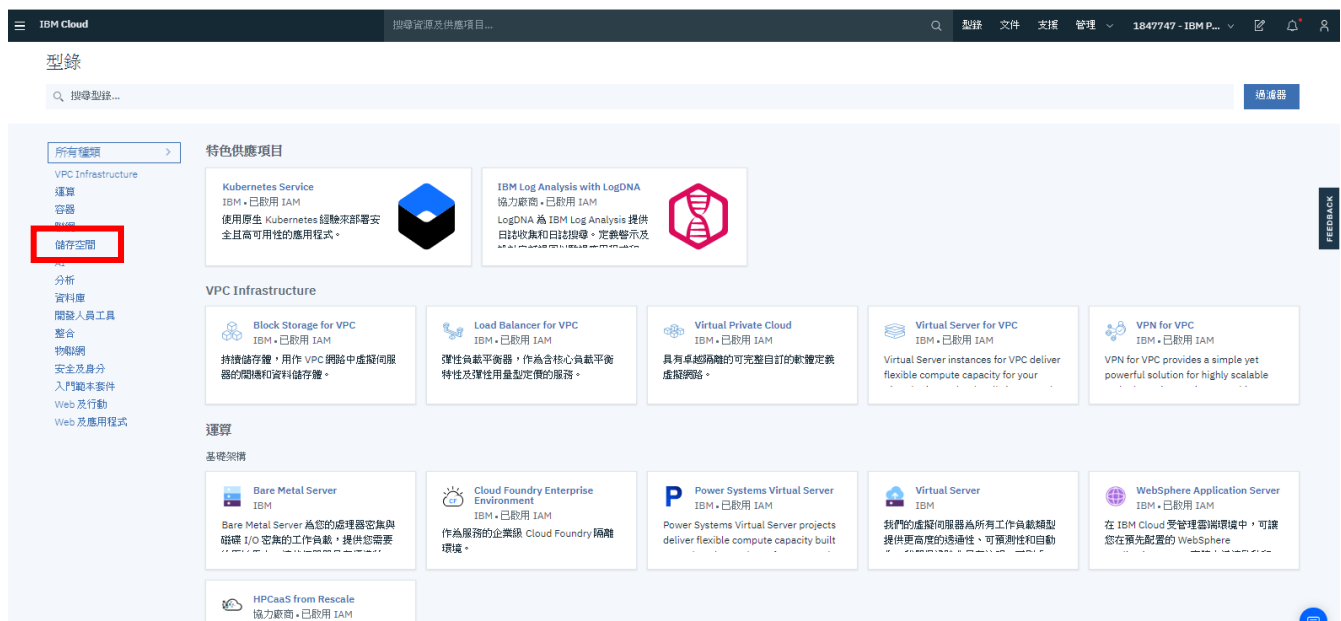 IBM Cloud
搜尋資源及供應項目...
型錄
文件
支援
管理
1847747 - IBM P...
型錄
搜尋型錄...
過濾器
所有種類
VPC Infrastructure
運算
容器
儲存空間
分析
資料庫
開發人員工具
整合
物聯網
安全及身分
入門範本套件
Web 及行動
Web 及應用程式
特色供應項目
Kubernetes Service
IBM • 已啟用 IAM
使用原生 Kubernetes 經驗來部署安
全且高可用性的應用程式。
IBM Log Analysis with LogDNA
協力廠商 • 已啟用 IAM
LogDNA 為 IBM Log Analysis 提供
日誌收集和日誌搜尋。定義警示及
VPC Infrastructure
Block Storage for VPC
IBM • 已啟用 IAM
持續儲存體，用作 VPC 網路中虛擬伺服
器的開機和資料儲存體。
Load Balancer for VPC
IBM • 已啟用 IAM
彈性負載平衡器，作為含核心負載平衡
特性及彈性用量型定價的服務。
Virtual Private Cloud
IBM • 已啟用 IAM
具有卓越隔離的可完整自訂的軟體定義
虛擬網路。
Virtual Server for VPC
IBM • 已啟用 IAM
Virtual Server instances for VPC deliver
flexible compute capacity for your
VPN for VPC
IBM • 已啟用 IAM
VPN for VPC provides a simple yet
powerful solution for highly scalable
運算
基礎架構
Bare Metal Server
IBM
Bare Metal Server 為您的處理器密集與
磁碟 I/O 密集的工作負載，提供您需要
Cloud Foundry Enterprise
Environment
IBM • 已啟用 IAM
作為服務的企業級 Cloud Foundry 隔離
環境。
Power Systems Virtual Server
IBM • 已啟用 IAM
Power Systems Virtual Server projects
deliver flexible compute capacity built
Virtual Server
IBM
我們的虛擬伺服器為所有工作負載類型
提供更高度的透通性、可預測性和自動
WebSphere Application Server
IBM • 已啟用 IAM
在 IBM Cloud 受管理雲端環境中，可讓
您在預先配置的 WebSphere
HPCaaS from Rescale
協力廠商 • 已啟用 IAM
FEEDBACK